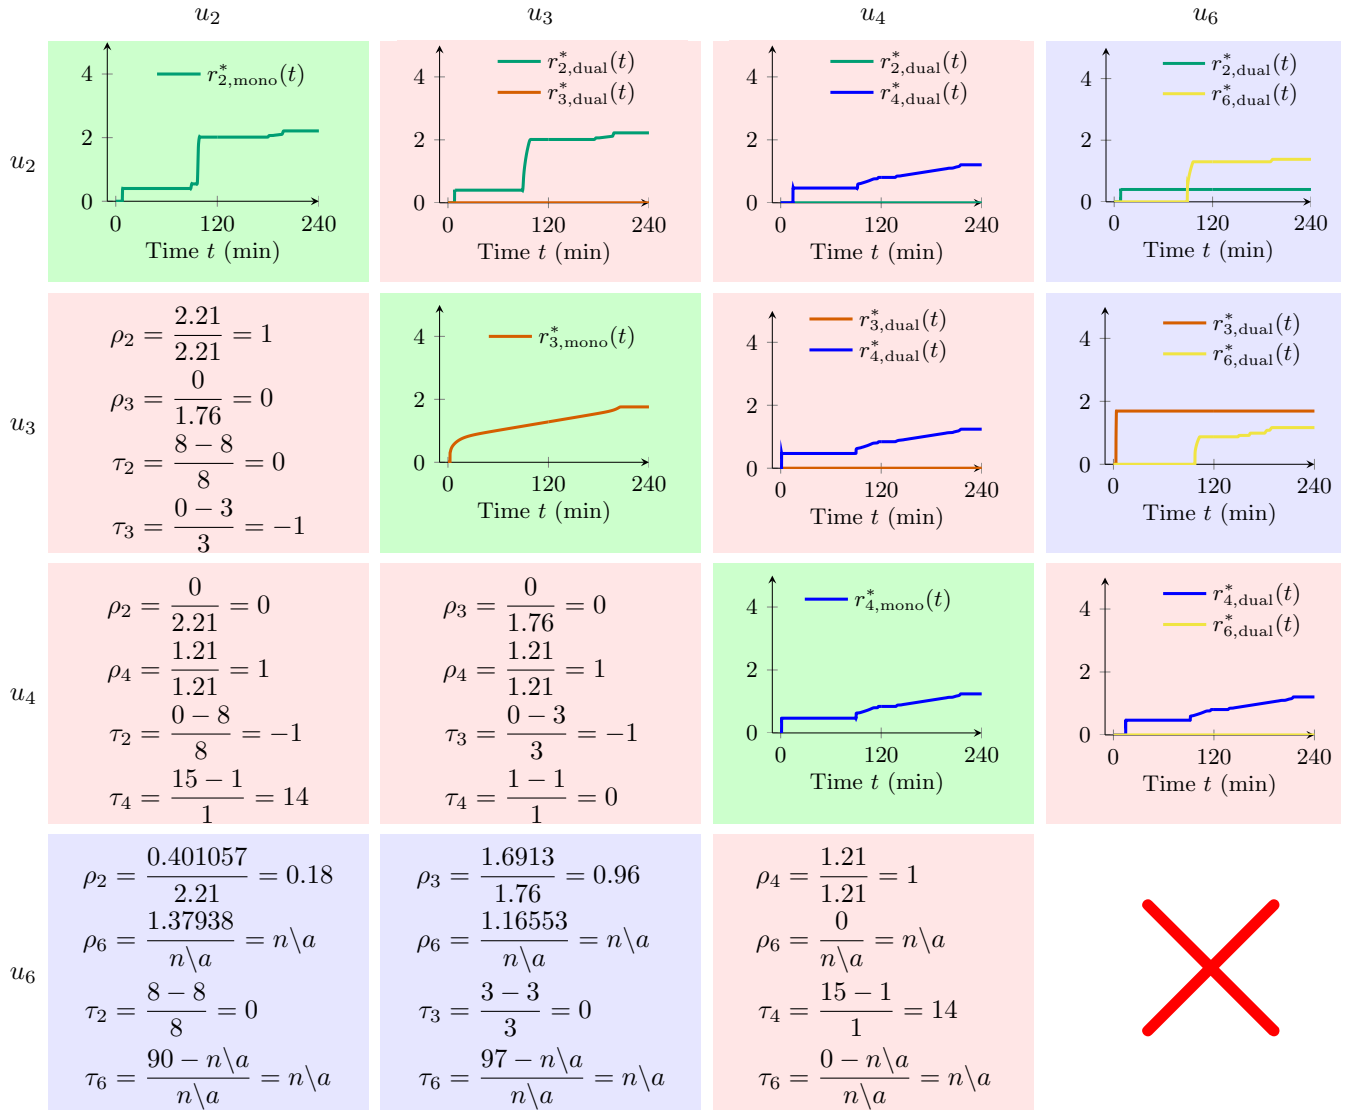 u₂ u₃ u₄ u₆
u₂
r*₂,mono(t)
4
2
0
0 120 240
Time t (min)
r*₂,dual(t)
r*₃,dual(t)
4
2
0
0 120 240
Time t (min)
r*₂,dual(t)
r*₄,dual(t)
4
2
0
0 120 240
Time t (min)
r*₂,dual(t)
r*₆,dual(t)
4
2
0
0 120 240
Time t (min)
u₃
ρ₂ = 2.21/2.21 = 1
ρ₃ = 0/1.76 = 0
τ₂ = (8 − 8)/8 = 0
τ₃ = (0 − 3)/3 = −1
r*₃,mono(t)
4
2
0
0 120 240
Time t (min)
r*₃,dual(t)
r*₄,dual(t)
4
2
0
0 120 240
Time t (min)
r*₃,dual(t)
r*₆,dual(t)
4
2
0
0 120 240
Time t (min)
u₄
ρ₂ = 0/2.21 = 0
ρ₄ = 1.21/1.21 = 1
τ₂ = (0 − 8)/8 = −1
τ₄ = (15 − 1)/1 = 14
ρ₃ = 0/1.76 = 0
ρ₄ = 1.21/1.21 = 1
τ₃ = (0 − 3)/3 = −1
τ₄ = (1 − 1)/1 = 0
r*₄,mono(t)
4
2
0
0 120 240
Time t (min)
r*₄,dual(t)
r*₆,dual(t)
4
2
0
0 120 240
Time t (min)
u₆
ρ₂ = 0.401057/2.21 = 0.18
ρ₆ = 1.37938/n\a = n\a
τ₂ = (8 − 8)/8 = 0
τ₆ = (90 − n\a)/n\a = n\a
ρ₃ = 1.6913/1.76 = 0.96
ρ₆ = 1.16553/n\a = n\a
τ₃ = (3 − 3)/3 = 0
τ₆ = (97 − n\a)/n\a = n\a
ρ₄ = 1.21/1.21 = 1
ρ₆ = 0/n\a = n\a
τ₄ = (15 − 1)/1 = 14
τ₆ = (0 − n\a)/n\a = n\a